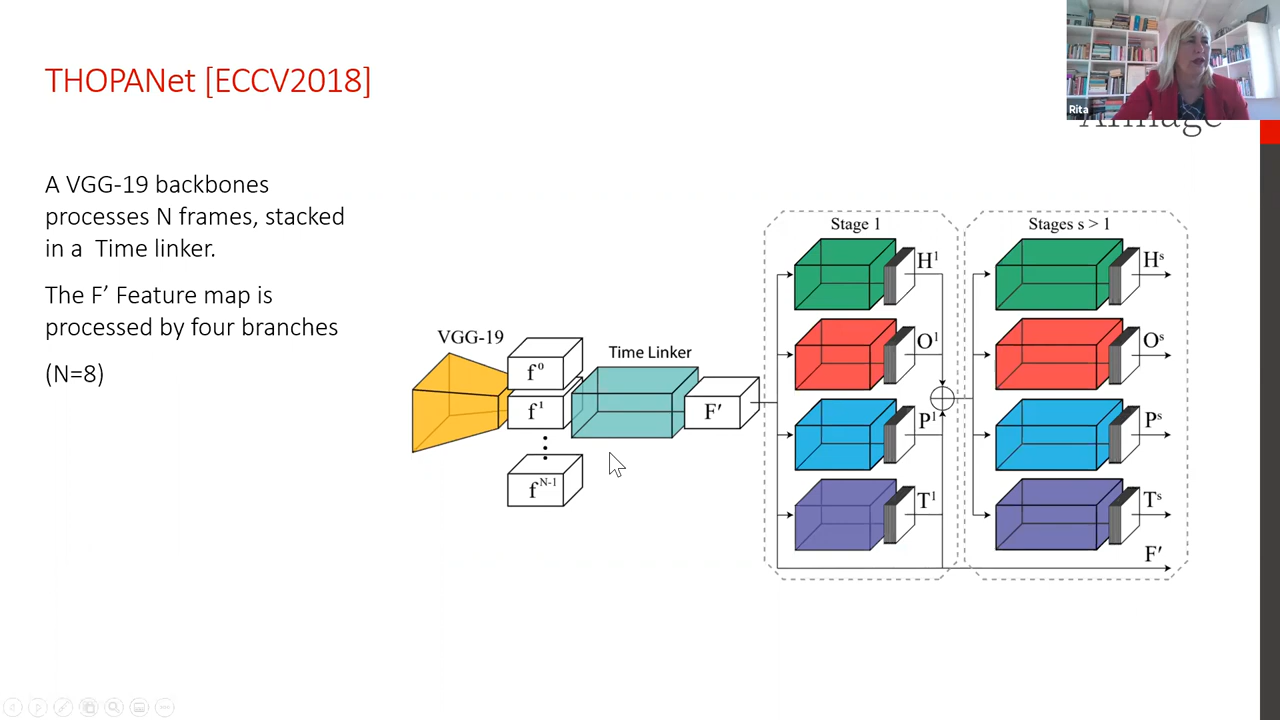 THOPANet [ECCV2018]
Rita
A VGG-19 backbones
processes N frames, stacked
in a Time linker.
The F’ Feature map is
processed by four branches
(N=8)
VGG-19
f0
f1
fN-1
Time Linker
F′
Stage 1
H1
O1
P1
T1
Stages s > 1
Hs
Os
Ps
Ts
F′